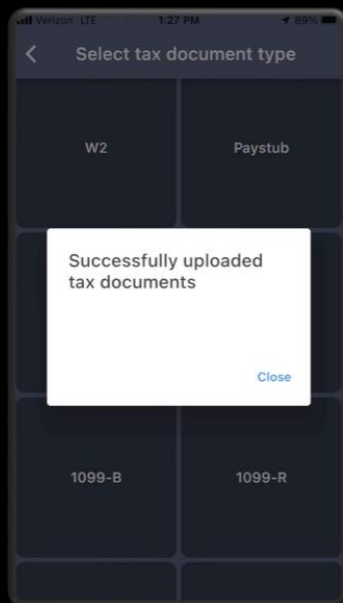 Verizon LTE 1:27 PM 89%
Select tax document type
W2 Paystub
Successfully uploaded
tax documents
Close
1099-B 1099-R